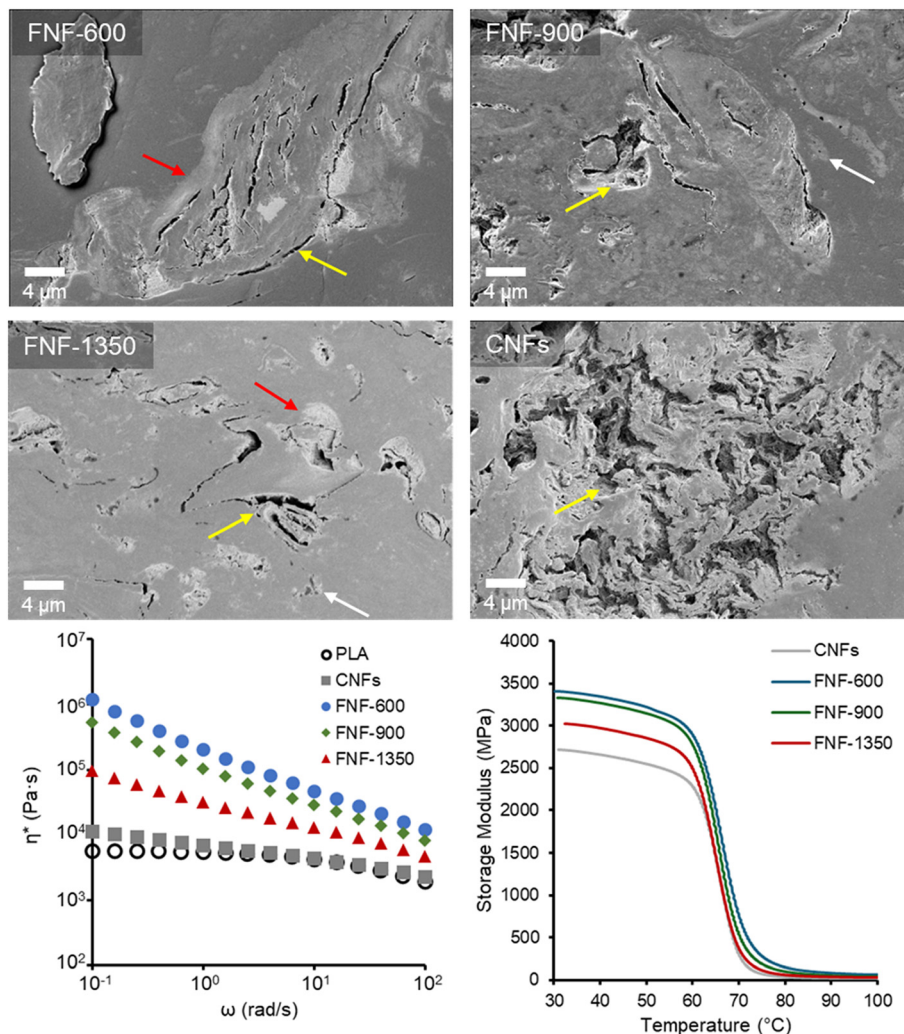 FNF-600
4 µm
FNF-900
4 µm
FNF-1350
4 µm
CNFs
4 µm
10⁷
10⁶
10⁵
10⁴
10³
10²
η* (Pa·s)
PLA
CNFs
FNF-600
FNF-900
FNF-1350
10⁻¹
10⁰
10¹
10²
ω (rad/s)
4000
3500
3000
2500
2000
1500
1000
500
0
Storage Modulus (MPa)
CNFs
FNF-600
FNF-900
FNF-1350
30
40
50
60
70
80
90
100
Temperature (°C)